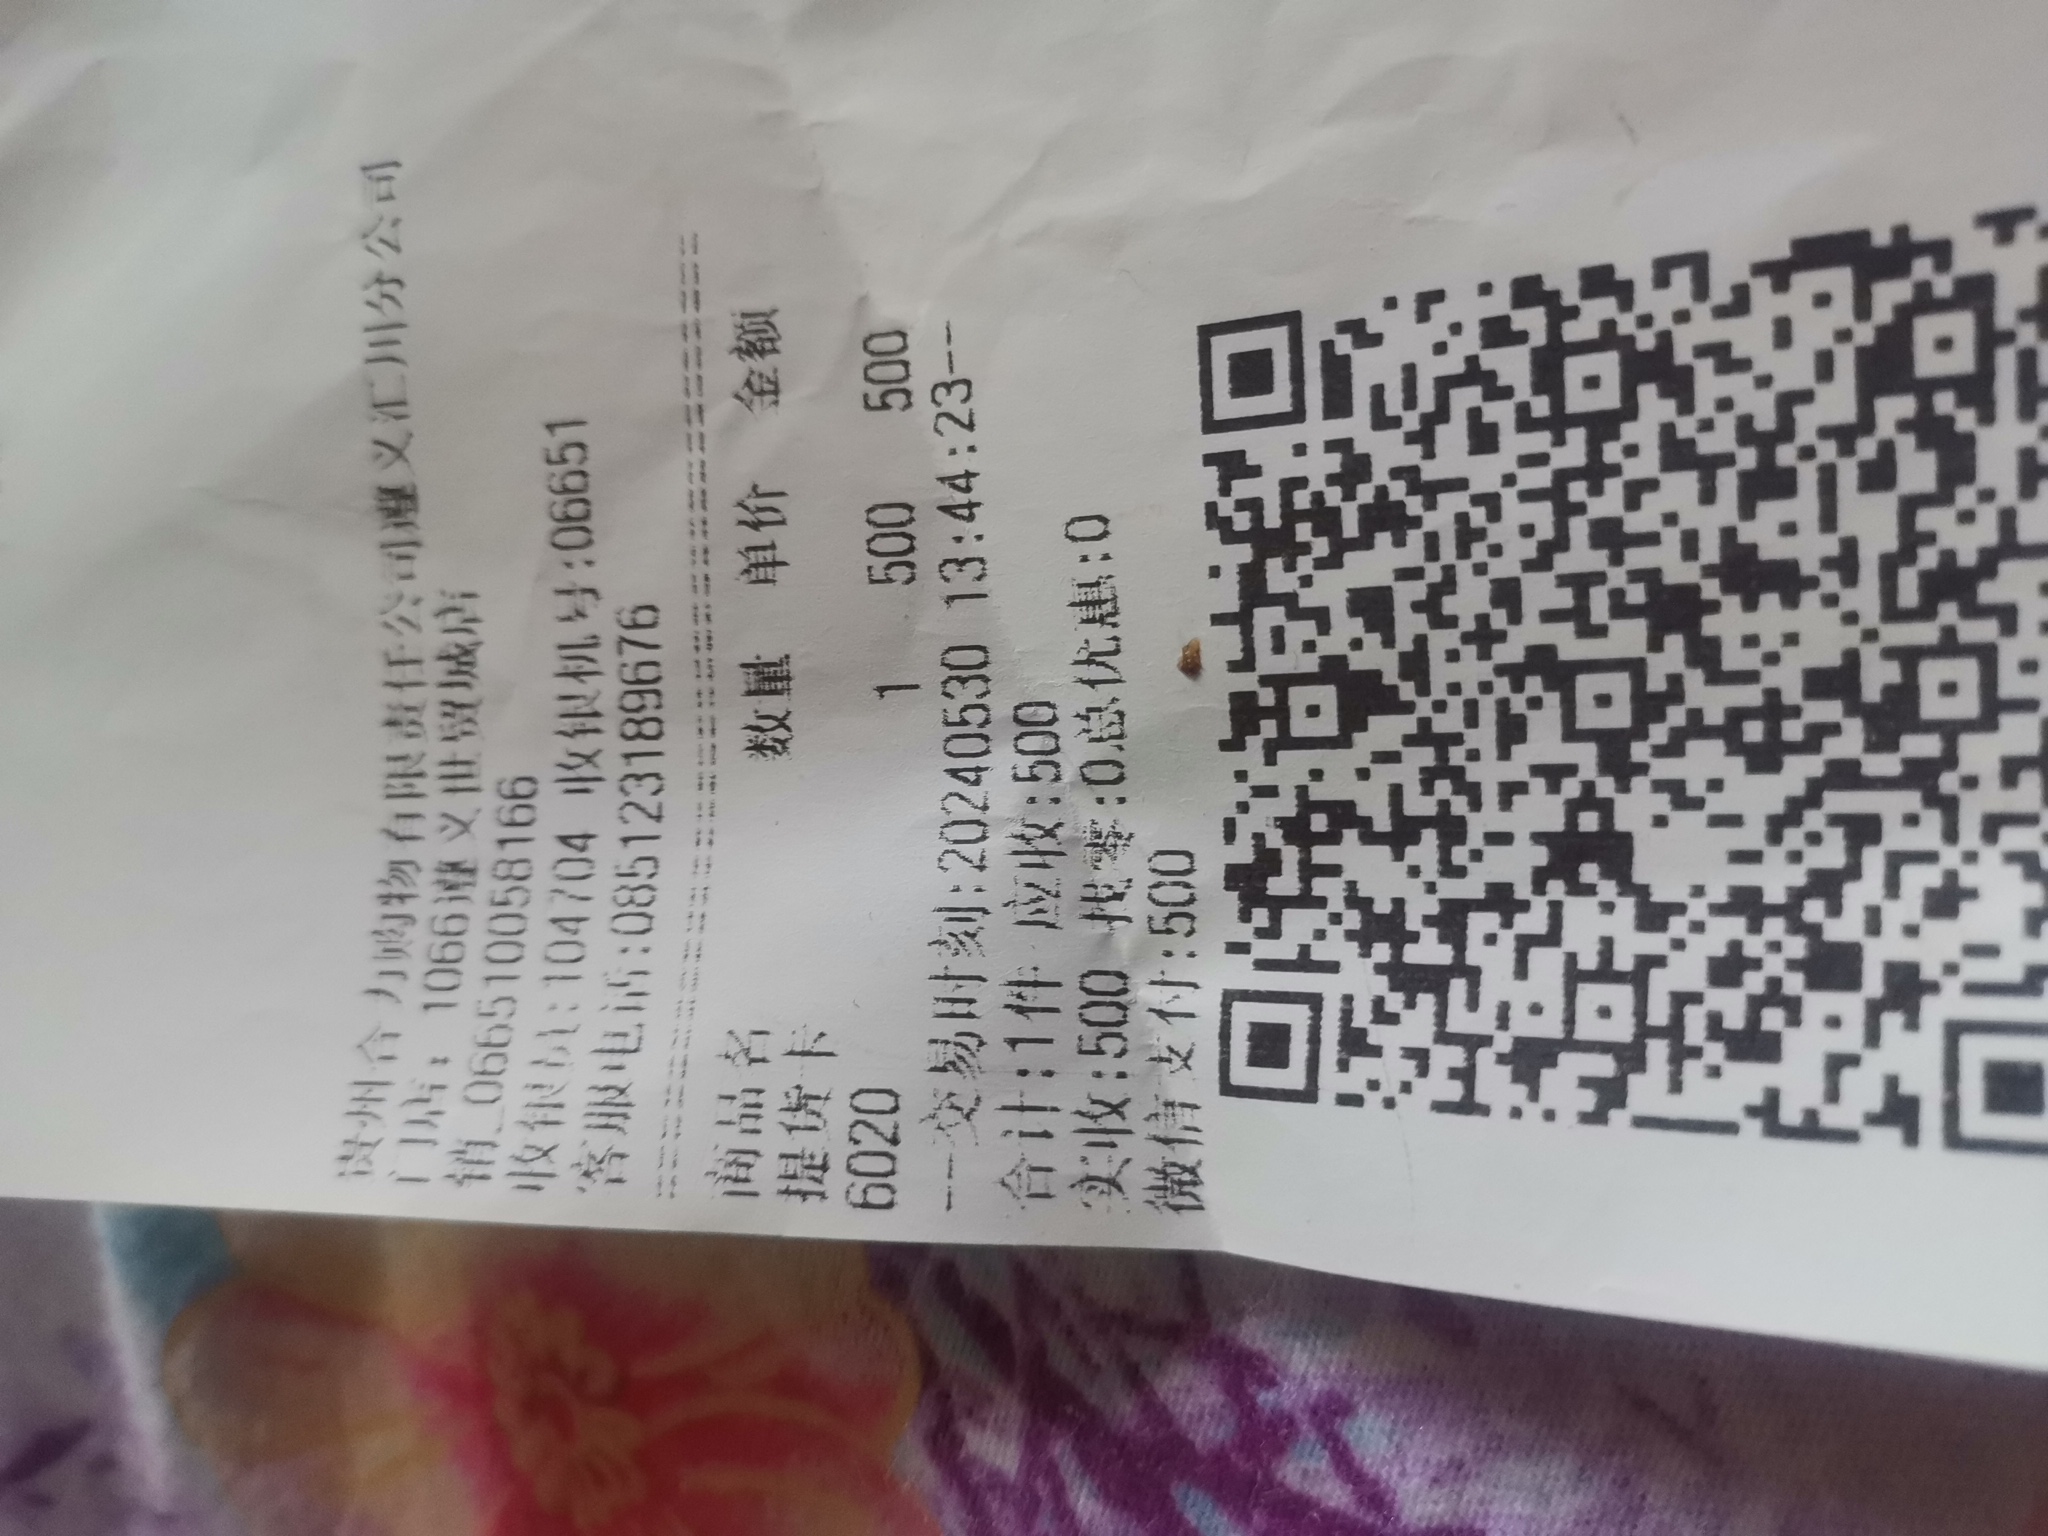 贵州合力购物有限责任公司遵义汇川分公司
门店: 1066遵义世贸城店
销_066510058166
收银员:104704 收银机号:06651
客服电话:085123189676
================================
商品名 数量 单价 金额
提货卡
6020 1 500 500
--交易时刻:20240530 13:44:23--
合计:1件 应收:500
实收:500 找零:0总优惠:0
微信支付:500